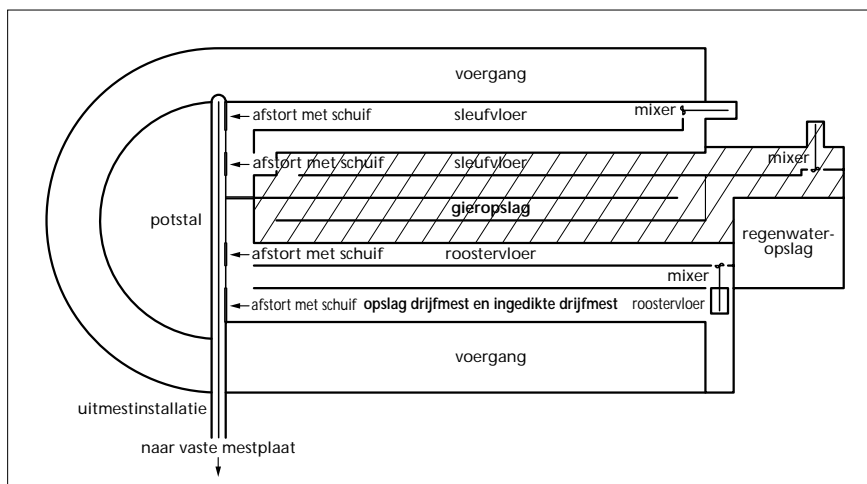 voergang
afstort met schuif sleufvloer mixer
afstort met schuif sleufvloer mixer
potstal
gieropslag
regenwater-
opslag
afstort met schuif roostervloer
mixer
afstort met schuif opslag drijfmest en ingedikte drijfmest roostervloer
voergang
uitmestinstallatie
naar vaste mestplaat